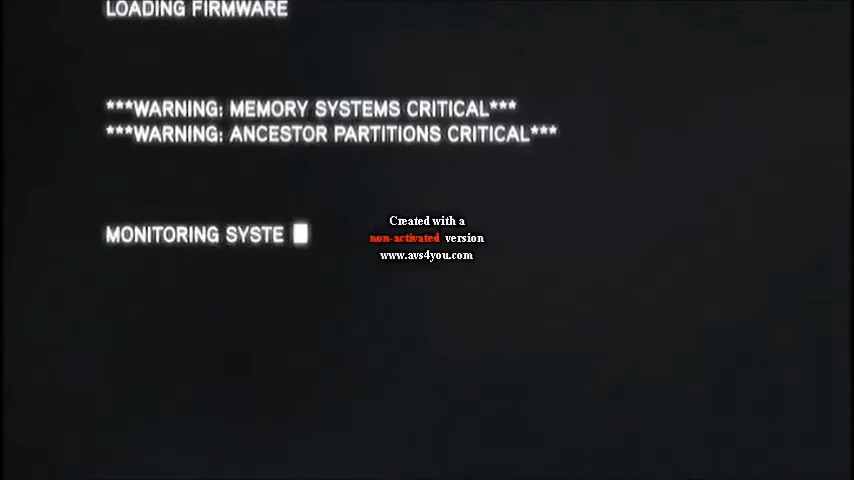 LOADING FIRMWARE
***WARNING: MEMORY SYSTEMS CRITICAL***
***WARNING: ANCESTOR PARTITIONS CRITICAL***
MONITORING SYSTE
Created with a
non-activated version
www.avs4you.com